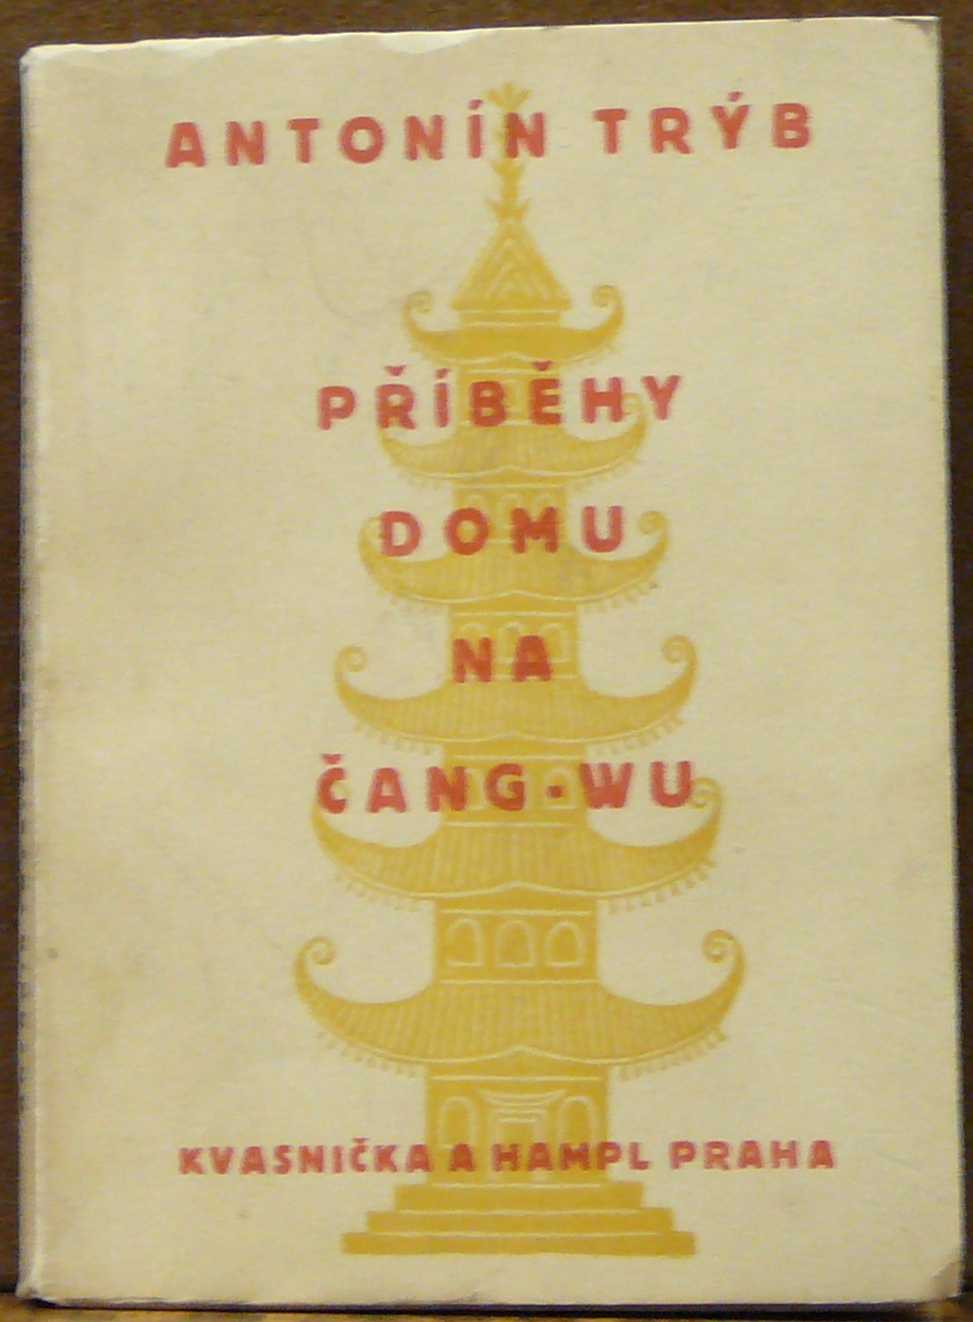 ANTONÍN TRÝB
PŘÍBĚHY
DOMU
NA
ČANG-WU
KVASNIČKA A HAMPL PRAHA